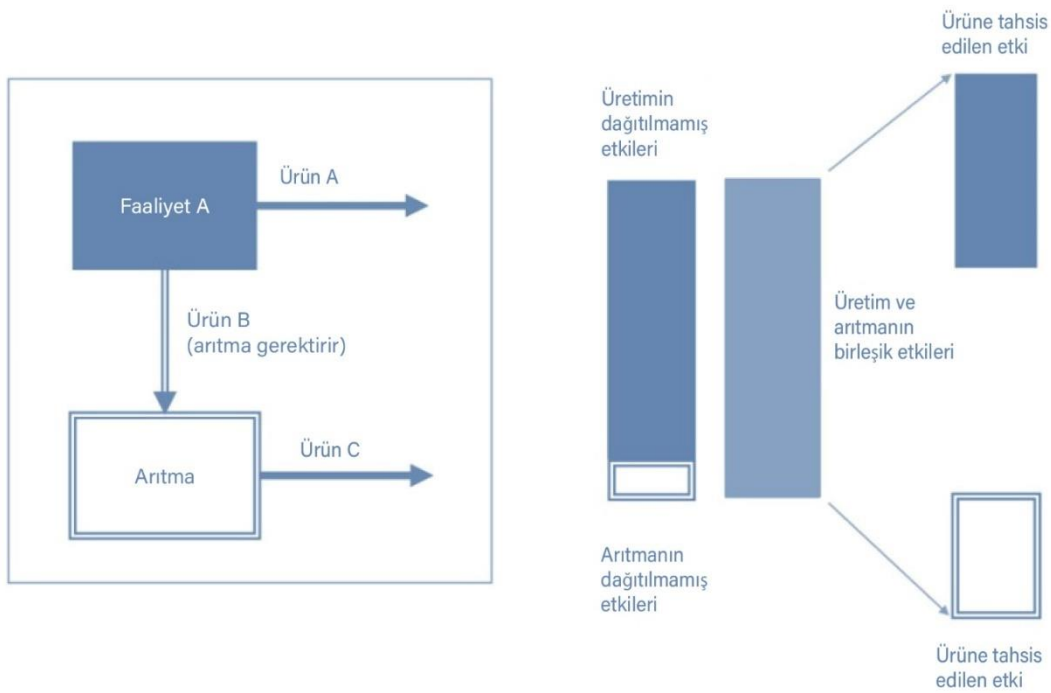 Faaliyet A
Ürün A
Ürün B
(arıtma gerektirir)
Arıtma
Ürün C
Üretimin
dağıtılmamış
etkileri
Arıtmanın
dağıtılmamış
etkileri
Üretim ve
arıtmanın
birleşik etkileri
Ürüne tahsis
edilen etki
Ürüne tahsis
edilen etki